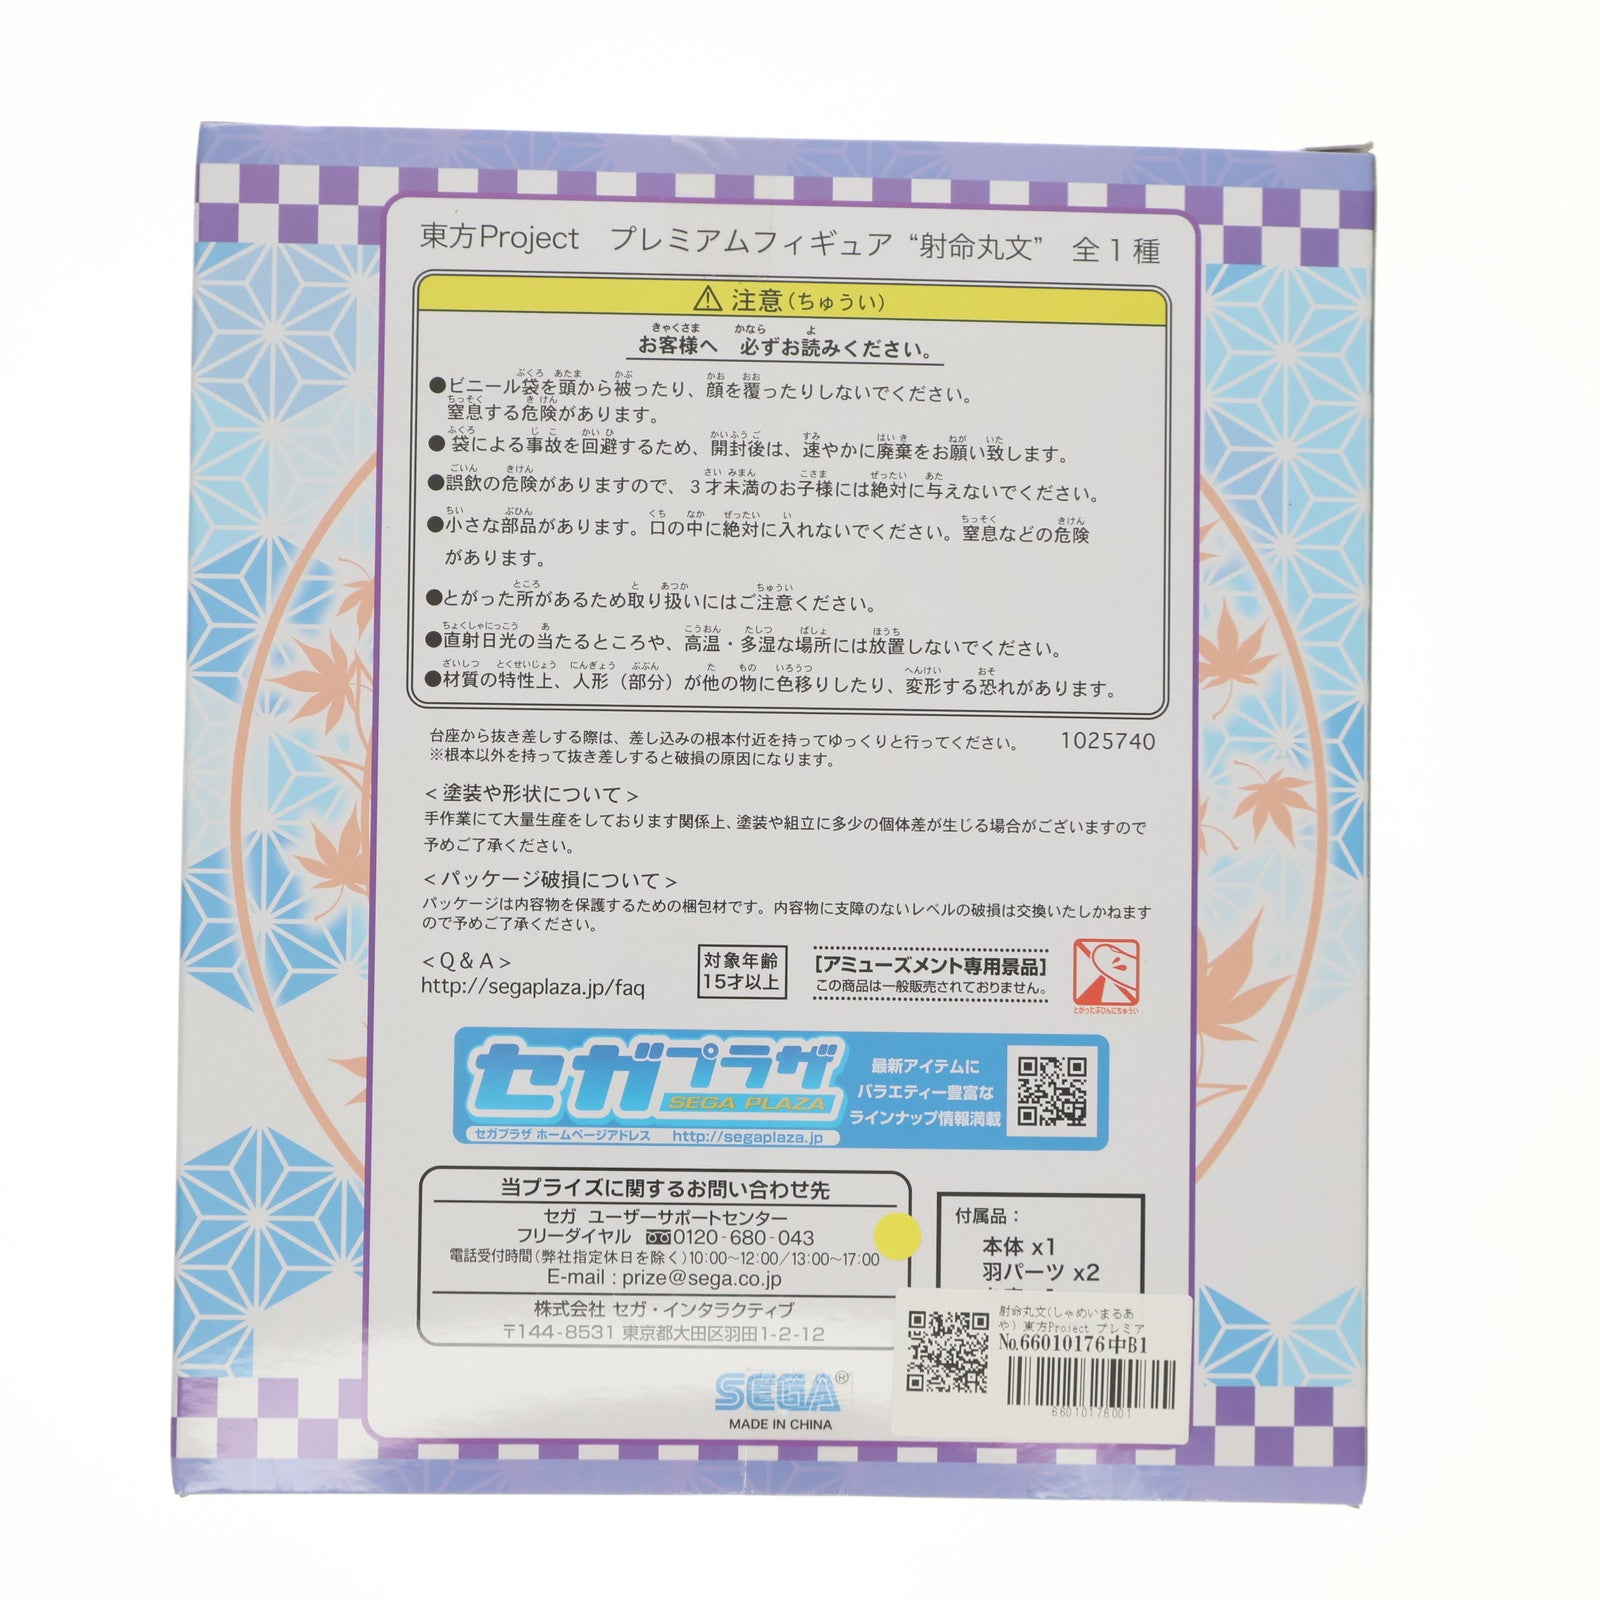 東方Project　プレミアムフィギュア“射命丸文”　全1種
⚠ 注意(ちゅうい)
お客様へ　必ずお読みください。
●ビニール袋を頭から被ったり、顔を覆ったりしないでください。
窒息する危険があります。
●袋による事故を回避するため、開封後は、速やかに廃棄をお願い致します。
●誤飲の危険がありますので、3才未満のお子様には絶対に与えないでください。
●小さな部品があります。口の中に絶対に入れないでください。窒息などの危険
があります。
●とがった所があるため取り扱いにはご注意ください。
●直射日光の当たるところや、高温・多湿な場所には放置しないでください。
●材質の特性上、人形（部分）が他の物に色移りしたり、変形する恐れがあります。
台座から抜き差しする際は、差し込みの根本付近を持ってゆっくりと行ってください。
※根本以外を持って抜き差しすると破損の原因になります。
1025740
＜塗装や形状について＞
手作業にて大量生産をしております関係上、塗装や組立に多少の個体差が生じる場合がございますので
予めご了承ください。
＜パッケージ破損について＞
パッケージは内容物を保護するための梱包材です。内容物に支障のないレベルの破損は交換いたしかねます
ので予めご了承ください。
＜Q＆A＞
http://segaplaza.jp/faq
対象年齢
15才以上
[アミューズメント専用景品]
この商品は一般販売されておりません。
とがったぶひんにちゅうい
セガプラザ
SEGA PLAZA
セガプラザ ホームページアドレス　http://segaplaza.jp
最新アイテムに
バラエティー豊富な
ラインナップ情報満載
当プライズに関するお問い合わせ先
セガ ユーザーサポートセンター
フリーダイヤル 0120-680-043
電話受付時間(弊社指定休日を除く)10:00～12:00/13:00～17:00
E-mail : prize@sega.co.jp
株式会社 セガ・インタラクティブ
〒144-8531 東京都大田区羽田1-2-12
付属品：
本体 x1
羽パーツ x2
SEGA®
MADE IN CHINA
射命丸文(しゃめいまるあ
や) 東方Project プレミア
No.66010176中B1
66010176001